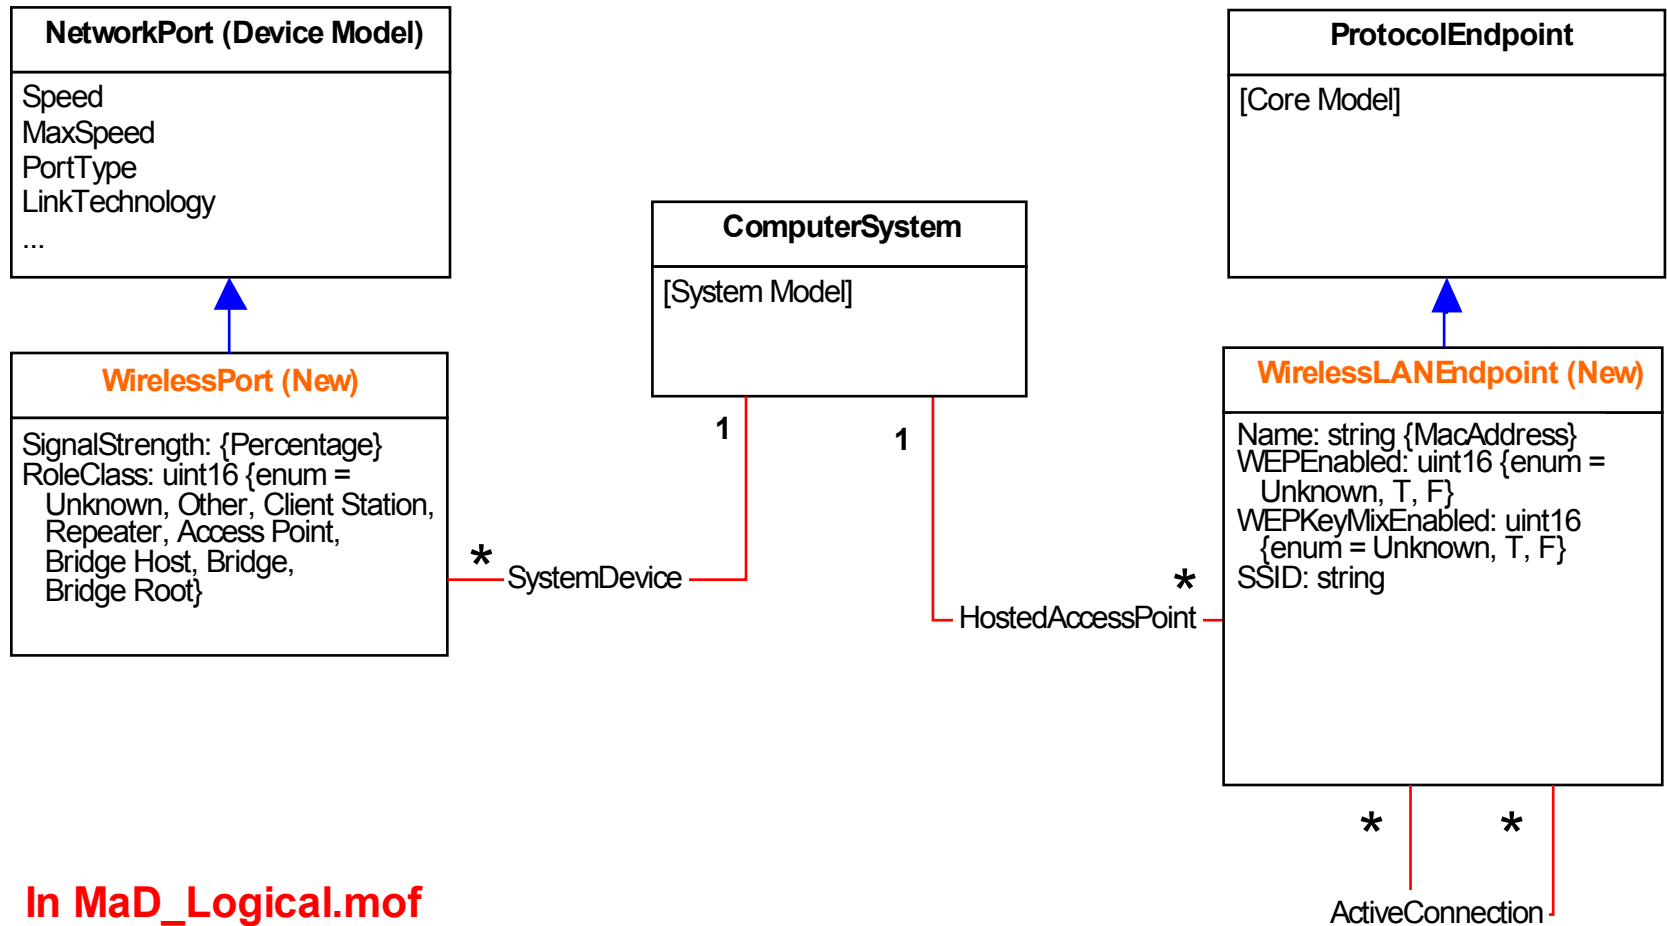 NetworkPort (Device Model)
Speed
MaxSpeed
PortType
LinkTechnology
...
ProtocolEndpoint
[Core Model]
ComputerSystem
[System Model]
WirelessPort (New)
SignalStrength: {Percentage}
RoleClass: uint16 {enum =
Unknown, Other, Client Station,
Repeater, Access Point,
Bridge Host, Bridge,
Bridge Root}
WirelessLANEndpoint (New)
Name: string {MacAddress}
WEPEnabled: uint16 {enum =
Unknown, T, F}
WEPKeyMixEnabled: uint16
{enum = Unknown, T, F}
SSID: string
1
1
*
SystemDevice
*
HostedAccessPoint
*
*
ActiveConnection
In MaD_Logical.mof